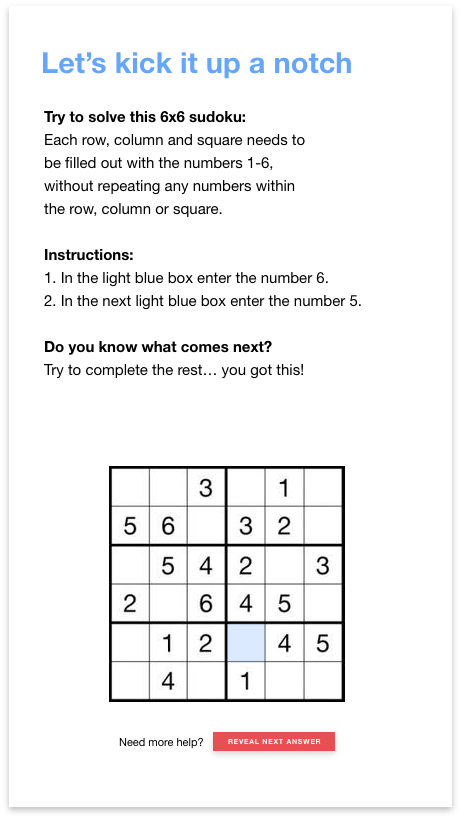 Let's kick it up a notch
Try to solve this 6x6 sudoku:
Each row, column and square needs to
be filled out with the numbers 1-6,
without repeating any numbers within
the row, column or square.
Instructions:
1. In the light blue box enter the number 6.
2. In the next light blue box enter the number 5.
Do you know what comes next?
Try to complete the rest… you got this!
3 1
5 6 3 2
5 4 2 3
2 6 4 5
1 2 4 5
4 1
Need more help? REVEAL NEXT ANSWER